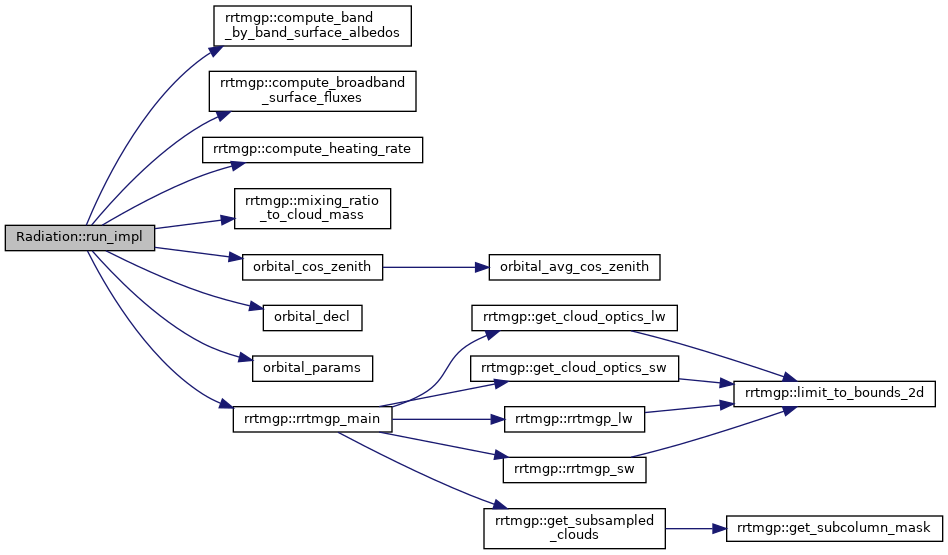 rrtmgp::compute_band
_by_band_surface_albedos
rrtmgp::compute_broadband
_surface_fluxes
rrtmgp::compute_heating_rate
rrtmgp::mixing_ratio
_to_cloud_mass
Radiation::run_impl
orbital_cos_zenith
orbital_avg_cos_zenith
orbital_decl
orbital_params
rrtmgp::rrtmgp_main
rrtmgp::get_cloud_optics_lw
rrtmgp::get_cloud_optics_sw
rrtmgp::rrtmgp_lw
rrtmgp::rrtmgp_sw
rrtmgp::get_subsampled
_clouds
rrtmgp::limit_to_bounds_2d
rrtmgp::get_subcolumn_mask